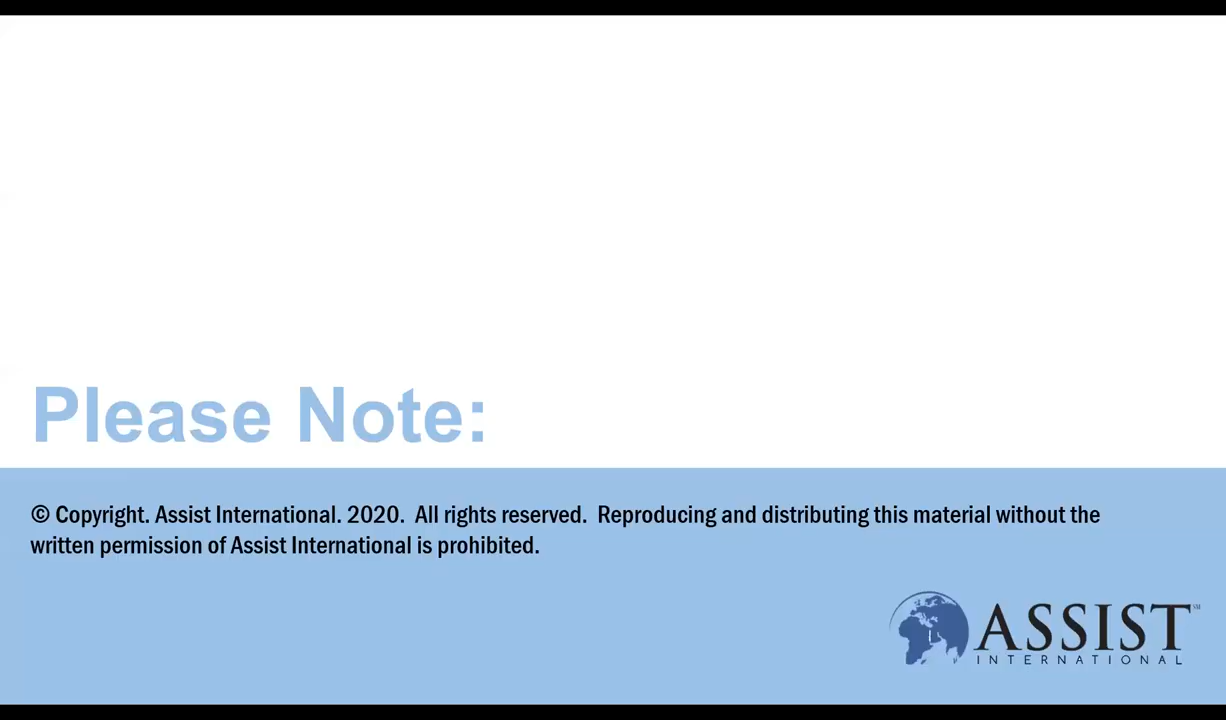 Please Note:
© Copyright. Assist International. 2020.  All rights reserved.  Reproducing and distributing this material without the
written permission of Assist International is prohibited.
ASSIST℠
INTERNATIONAL